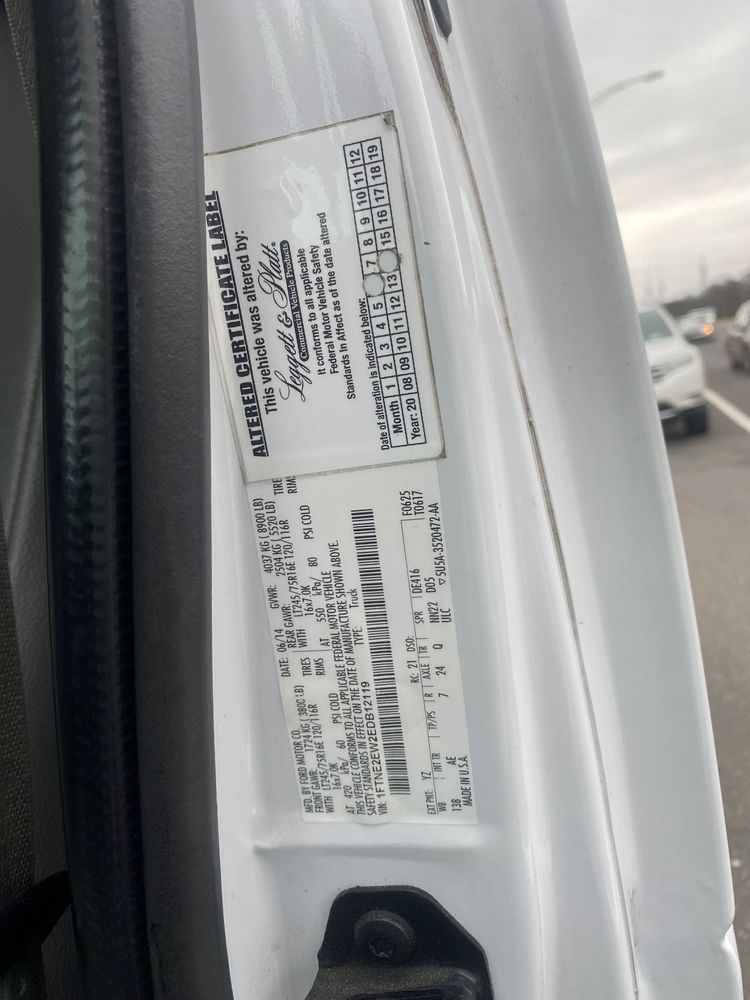 ALTERED CERTIFICATE LABEL
This vehicle was altered by:
Leggett & Platt.
Commercial Vehicle Products
It conforms to all applicable
Federal Motor Vehicle Safety
Standards In Affect as of the date altered
Date of alteration is indicated below:
Month 1 2 3 4 5 7 8 9 10 11 12
Year: 20 08 09 10 11 12 13 15 16 17 18 19
MFD. BY FORD MOTOR CO.
DATE: 06/14 GVWR: 4037 KG ( 8900 LB)
FRONT GAWR: 1724 KG ( 3800 LB) REAR GAWR: 2504 KG ( 5520 LB)
WITH LT245/75R16E 120/116R TIRES WITH LT245/75R16E 120/116R TIRE
16x7.0K RIMS 16x7.0K RIMS
AT 420 kPa/ 60 PSI COLD AT 550 kPa/ 80 PSI COLD
THIS VEHICLE CONFORMS TO ALL APPLICABLE FEDERAL MOTOR VEHICLE
SAFETY STANDARDS IN EFFECT ON THE DATE OF MANUFACTURE SHOWN ABOVE.
VIN: 1FTNE2EW2EDB12119 TYPE: Truck
F0625
T0617
EXT PNT: YZ RC: 21 DSO:
WB INT TR TP/PS R AXLE TR SPR DE416
138 AE 7 24 Q NN22 D05
MADE IN U.S.A. ULC ▽5U5A-3520472-AA